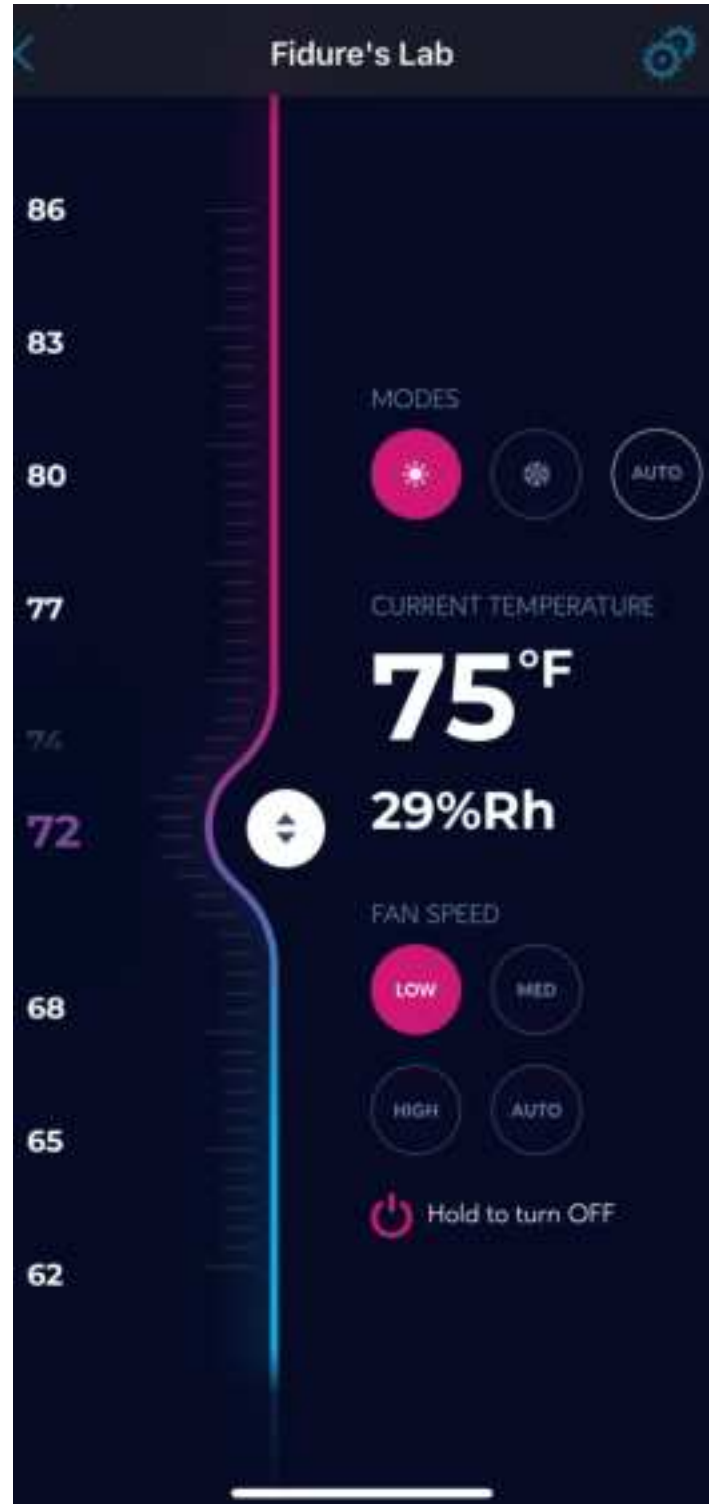 Fidure's Lab
86
83
80
77
74
72
68
65
62
MODES
AUTO
CURRENT TEMPERATURE
75°F
29%Rh
FAN SPEED
LOW MED
HIGH AUTO
Hold to turn OFF